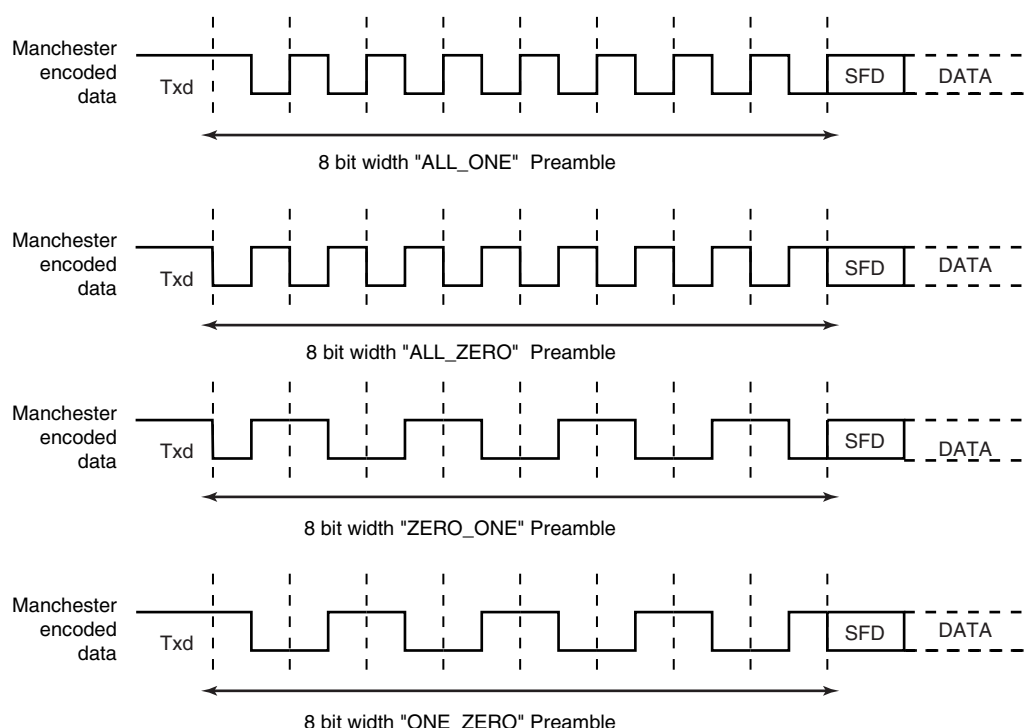 Manchester
encoded
data
Txd
SFD
DATA
8 bit width "ALL_ONE" Preamble
Manchester
encoded
data
Txd
SFD
DATA
8 bit width "ALL_ZERO" Preamble
Manchester
encoded
data
Txd
SFD
DATA
8 bit width "ZERO_ONE" Preamble
Manchester
encoded
data
Txd
SFD
DATA
8 bit width "ONE_ZERO" Preamble